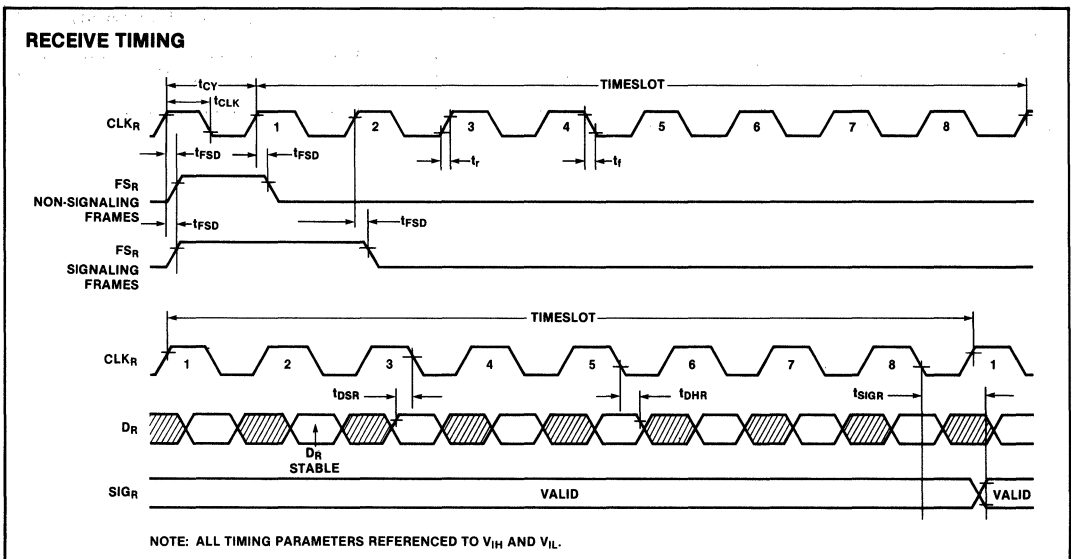 RECEIVE TIMING
tCY
TIMESLOT
tCLK
CLKR
1 2 3 4 5 6 7 8
tFSD
tFSD
tr
tf
FSR
NON-SIGNALING
FRAMES
tFSD
tFSD
FSR
SIGNALING
FRAMES
TIMESLOT
CLKR
1 2 3 4 5 6 7 8 1
tDSR
tDHR
tSIGR
DR
DR
STABLE
SIGR
VALID
VALID
NOTE: ALL TIMING PARAMETERS REFERENCED TO VIH AND VIL.